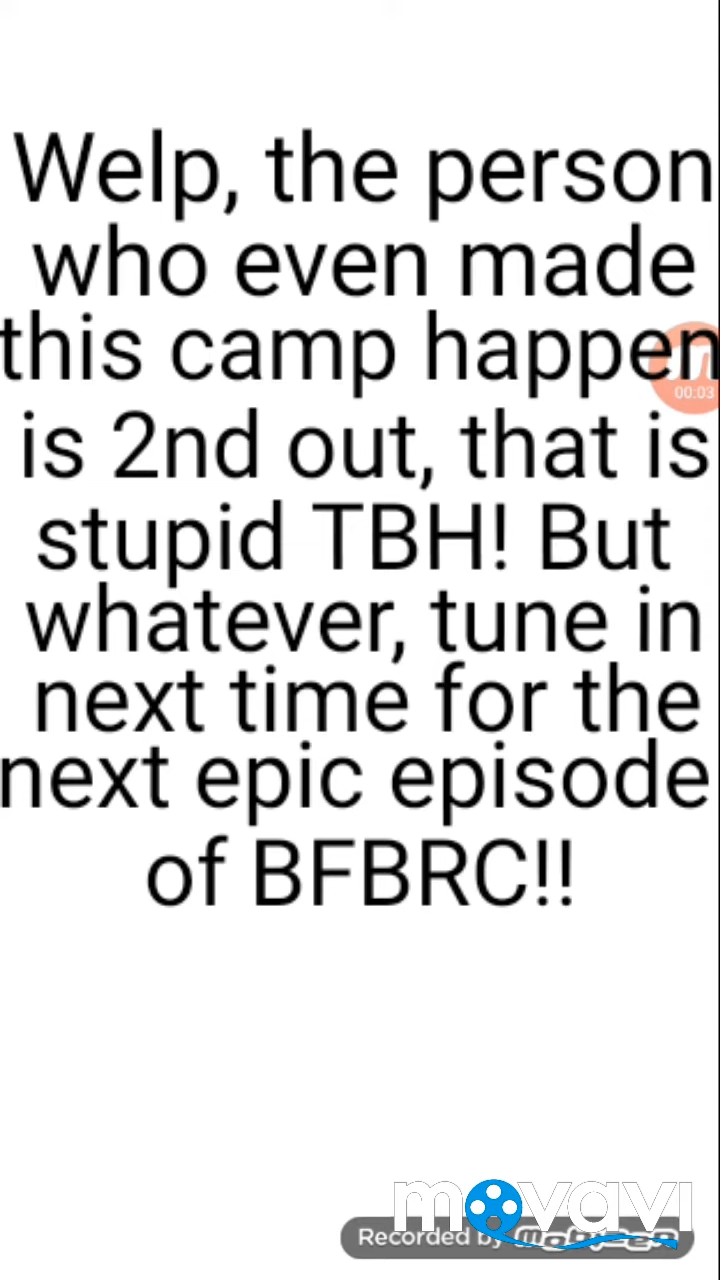 Welp, the person
who even made
this camp happen
00:03
is 2nd out, that is
stupid TBH! But
whatever, tune in
next time for the
next epic episode
of BFBRC!!
movavi
Recorded by mobizen